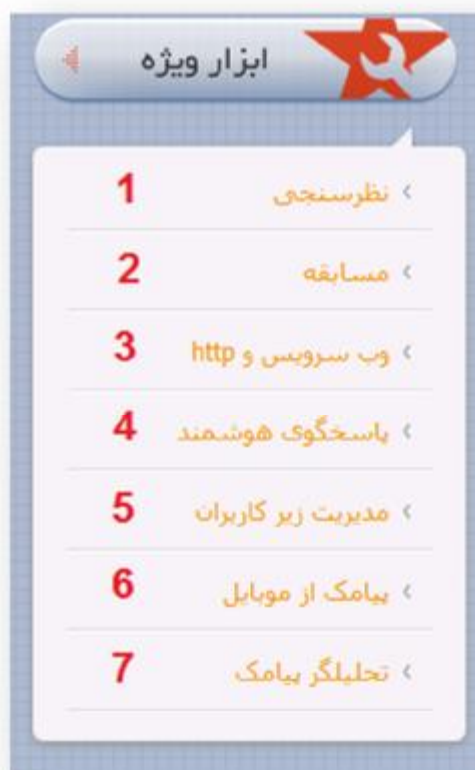 ابزار ویژه
نظرسنجی 1
مسابقه 2
وب سرویس و http 3
پاسخگوی هوشمند 4
مدیریت زیر کاربران 5
پیامک از موبایل 6
تحلیلگر پیامک 7